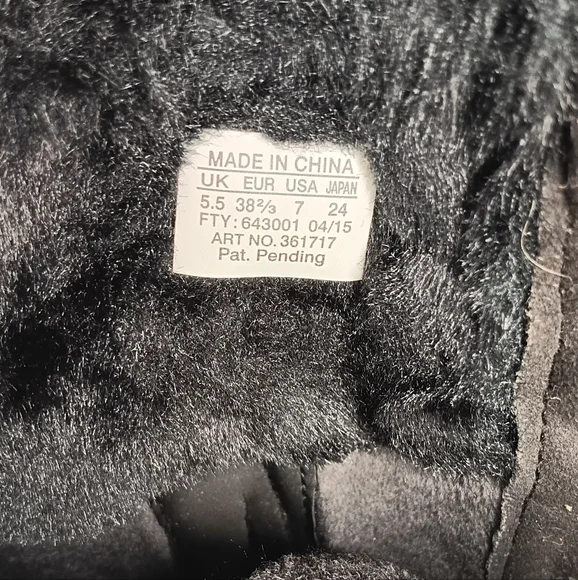 MADE IN CHINA
UK EUR USA JAPAN
5.5 38⅔ 7 24
FTY: 643001 04/15
ART NO. 361717
Pat. Pending